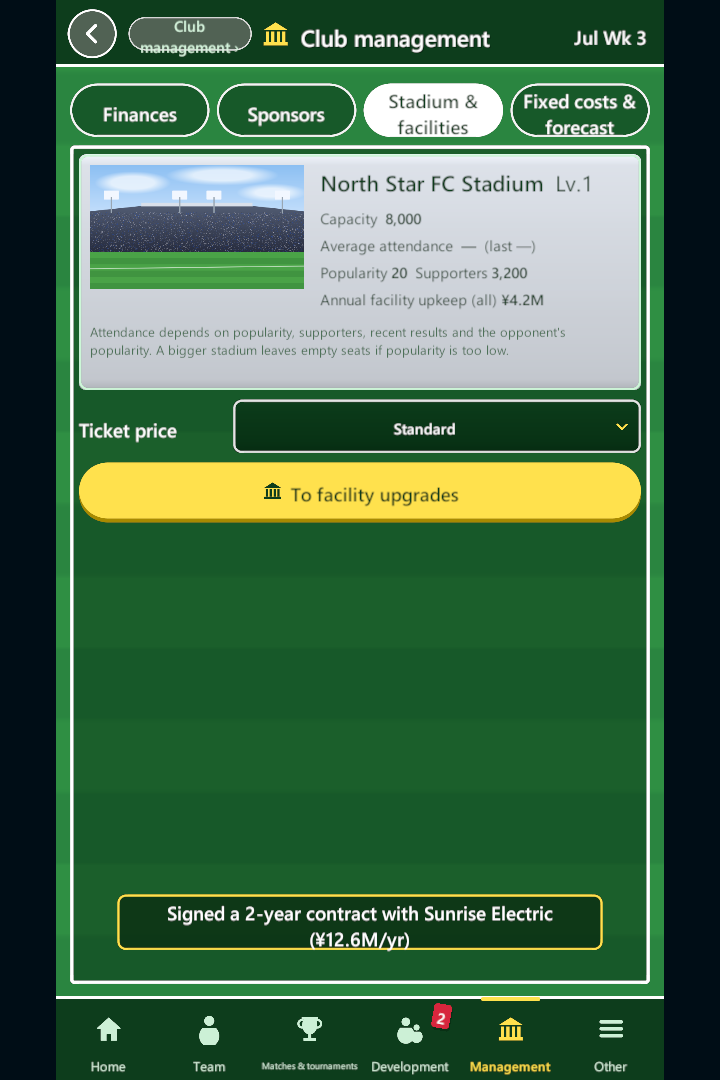 Club
management ›
Club management
Jul Wk 3
Finances
Sponsors
Stadium &
facilities
Fixed costs &
forecast
North Star FC Stadium Lv.1
Capacity 8,000
Average attendance — (last —)
Popularity 20 Supporters 3,200
Annual facility upkeep (all) ¥4.2M
Attendance depends on popularity, supporters, recent results and the opponent's
popularity. A bigger stadium leaves empty seats if popularity is too low.
Ticket price
Standard
To facility upgrades
Signed a 2-year contract with Sunrise Electric
(¥12.6M/yr)
2
Home
Team
Matches & tournaments
Development
Management
Other